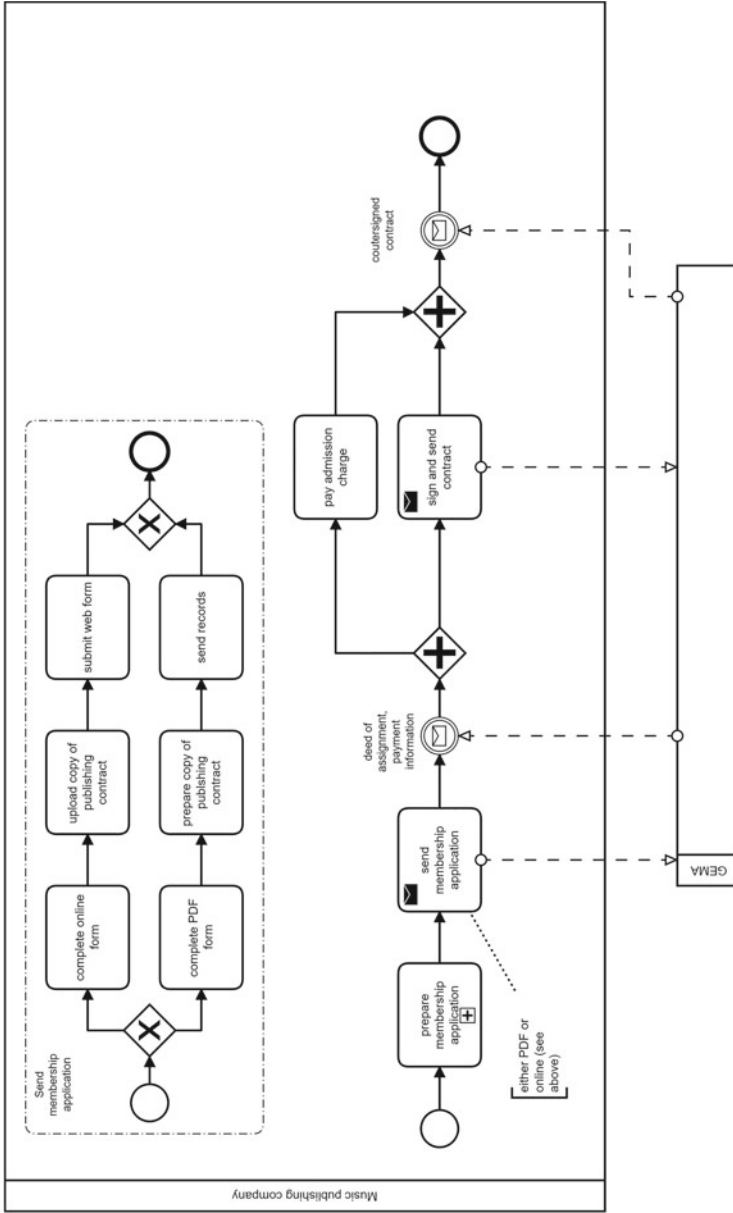 Music publishing company
Send
membership
application
complete online
form
upload copy of
publishing
contract
submit web form
complete PDF
form
prepare copy of
publshing
contract
send records
prepare
membership
application
send
membership
application
either PDF or
online (see
above)
deed of
assignment,
payment
information
pay admission
charge
sign and send
contract
coutersigned
contract
GEMA